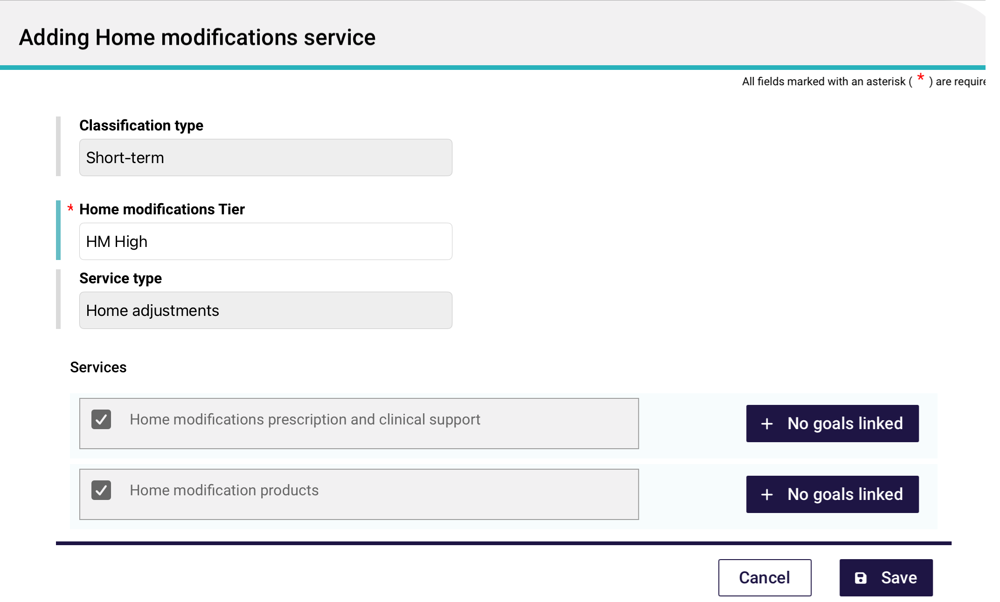 Adding Home modifications service
All fields marked with an asterisk ( * ) are require
Classification type
Short-term
* Home modifications Tier
HM High
Service type
Home adjustments
Services
Home modifications prescription and clinical support
+ No goals linked
Home modification products
+ No goals linked
Cancel
Save